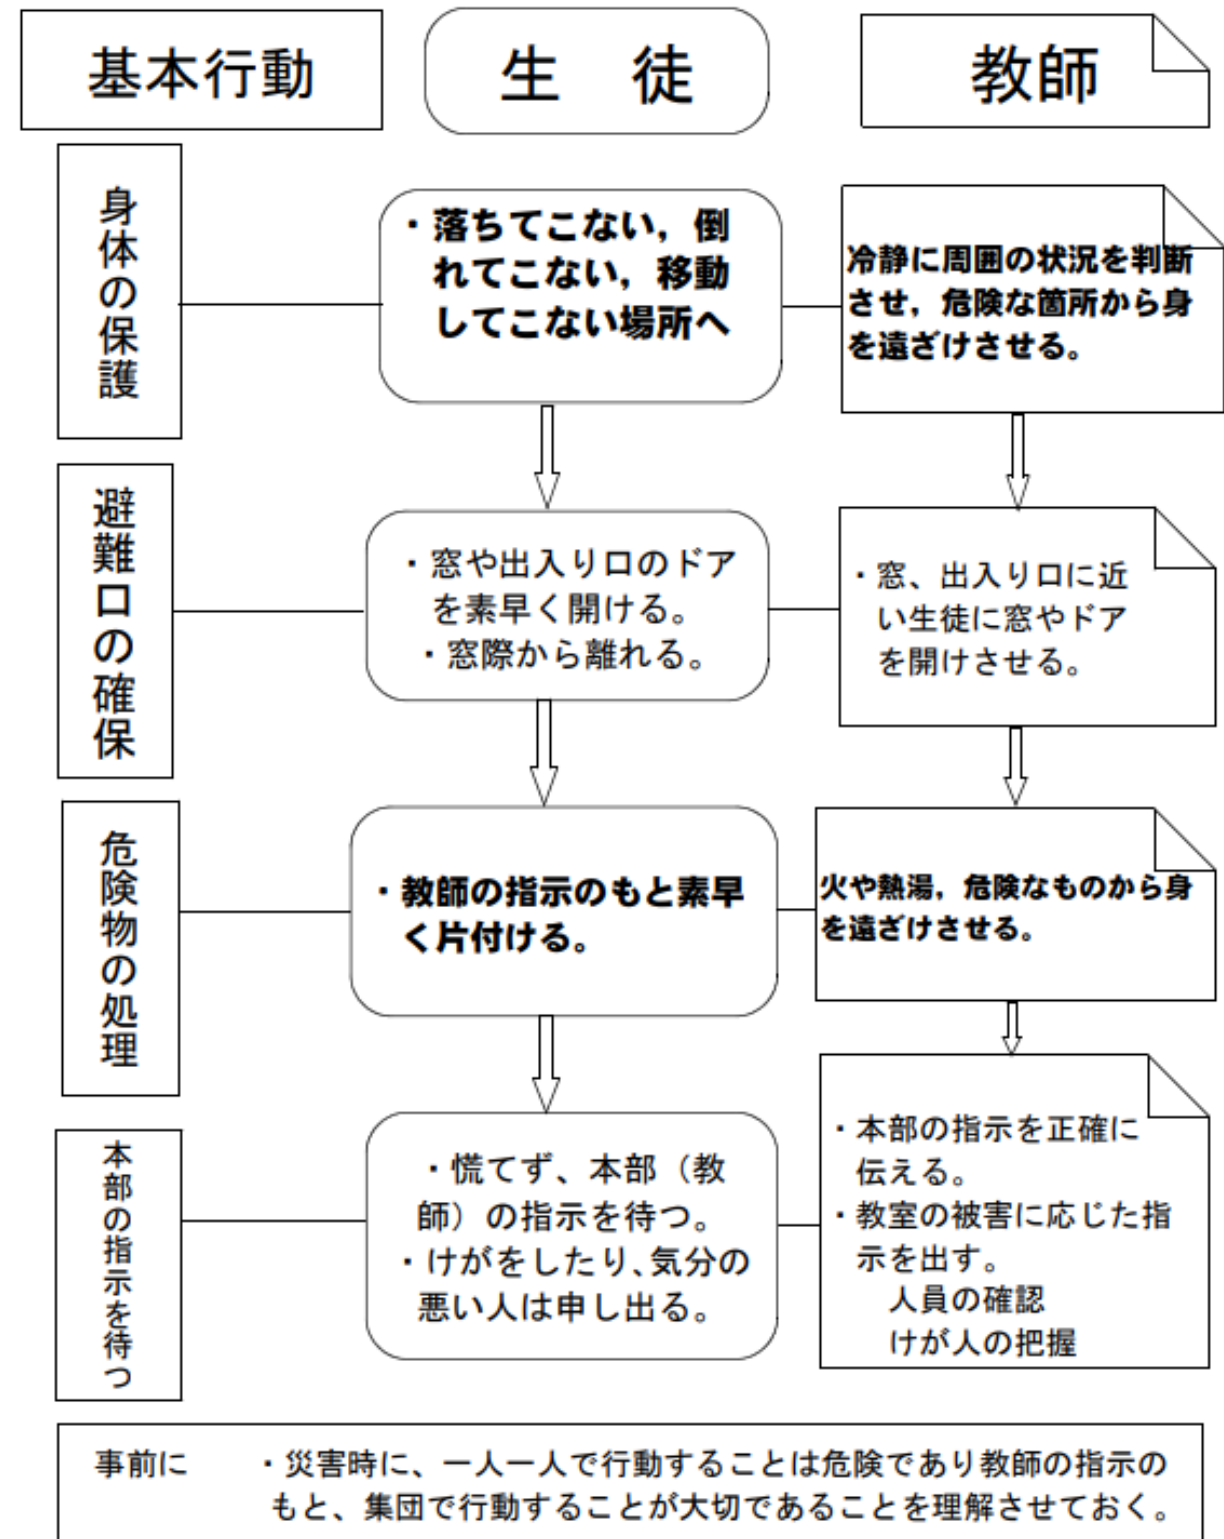 基本行動
生　徒
教師
身体の保護
・落ちてこない，倒
れてこない，移動
してこない場所へ
冷静に周囲の状況を判断
させ，危険な箇所から身
を遠ざけさせる。
避難口の確保
・窓や出入り口のドア
を素早く開ける。
・窓際から離れる。
・窓、出入り口に近
い生徒に窓やドア
を開けさせる。
危険物の処理
・教師の指示のもと素早
く片付ける。
火や熱湯，危険なものから身
を遠ざけさせる。
本部の指示を待つ
・慌てず、本部（教
師）の指示を待つ。
・けがをしたり、気分の
悪い人は申し出る。
・本部の指示を正確に
伝える。
・教室の被害に応じた指
示を出す。
人員の確認
けが人の把握
事前に　　・災害時に、一人一人で行動することは危険であり教師の指示の
もと、集団で行動することが大切であることを理解させておく。